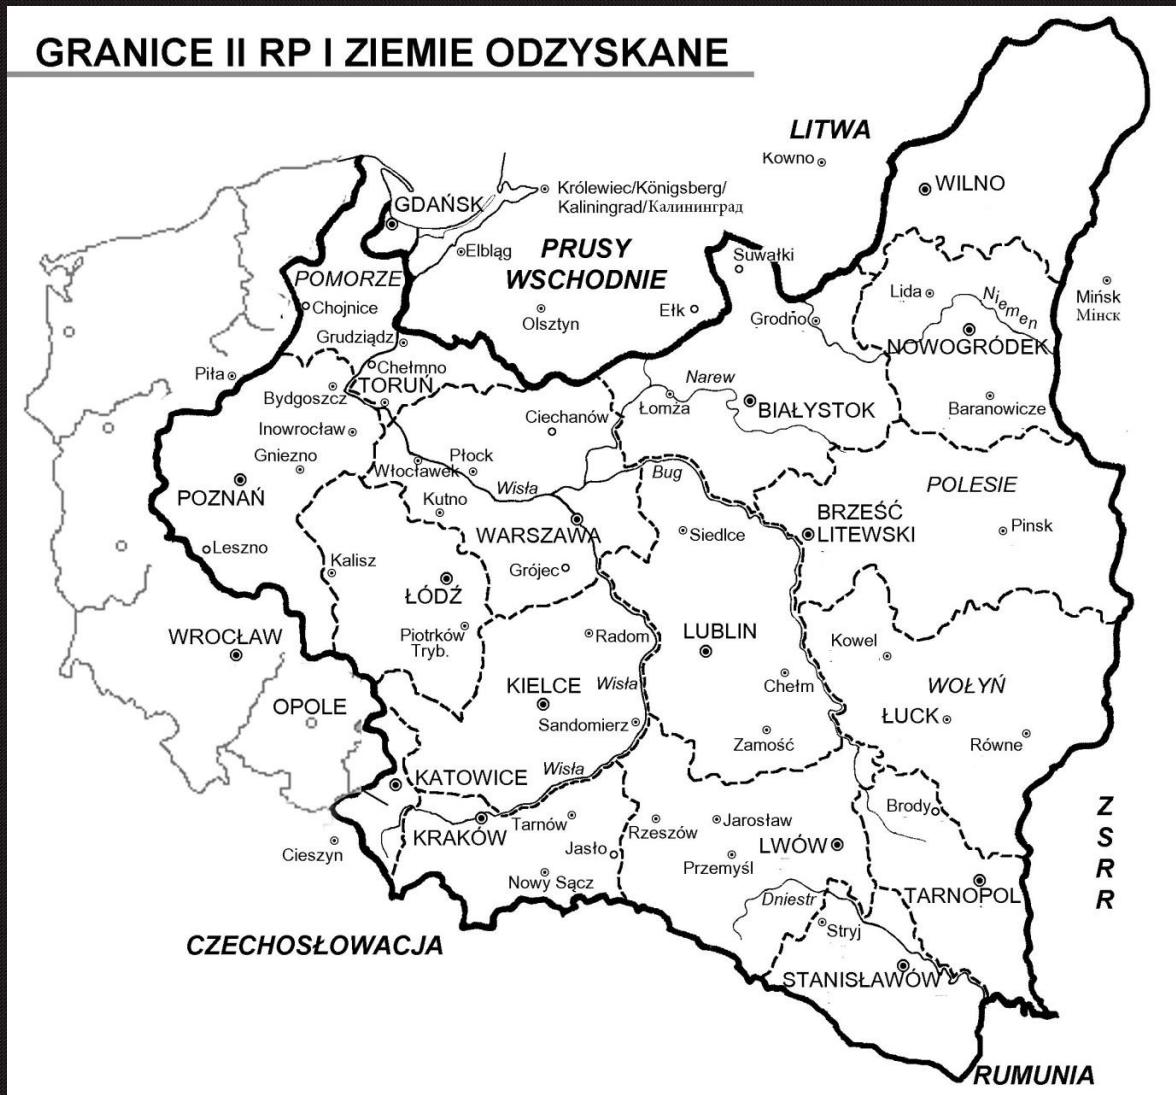 GRANICE II RP I ZIEMIE ODZYSKANE
LITWA
Kowno
WILNO
Królewiec/Königsberg/
Kaliningrad/Калининград
GDAŃSK
Elbląg
PRUSY
WSCHODNIE
Suwałki
POMORZE
Chojnice
Lida
Niemen
Mińsk
Мінск
Olsztyn
Ełk
Grodno
Grudziądz
NOWOGRÓDEK
Chełmno
Piła
TORUŃ
Narew
Bydgoszcz
Łomża
BIAŁYSTOK
Baranowicze
Ciechanów
Inowrocław
Gniezno
Płock
Włocławek
Bug
POLESIE
POZNAŃ
Wisła
Kutno
BRZEŚĆ
LITEWSKI
Pinsk
WARSZAWA
Siedlce
Leszno
Kalisz
Grójec
ŁÓDŹ
WROCŁAW
Piotrków
Tryb.
Radom
LUBLIN
Kowel
KIELCE
Wisła
Chełm
WOŁYŃ
OPOLE
Sandomierz
ŁUCK
Zamość
Równe
Wisła
KATOWICE
Brody
Z
S
R
R
KRAKÓW
Tarnów
Rzeszów
Jarosław
LWÓW
Cieszyn
Jasło
Przemyśl
Nowy Sącz
TARNOPOL
Dniestr
CZECHOSŁOWACJA
Stryj
STANISŁAWÓW
RUMUNIA